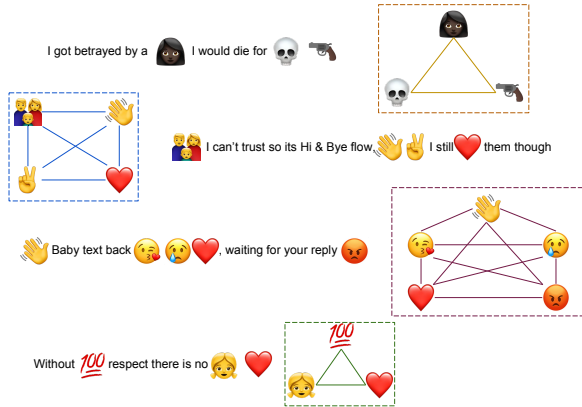 I got betrayed by a 👩🏿 I would die for 💀 🔫
👨‍👩‍👦 I can't trust so its Hi & Bye flow,👋✌️ I still❤️ them though
👋 Baby text back 😘 😢❤️, waiting for your reply 😡
Without 💯 respect there is no 👧 ❤️